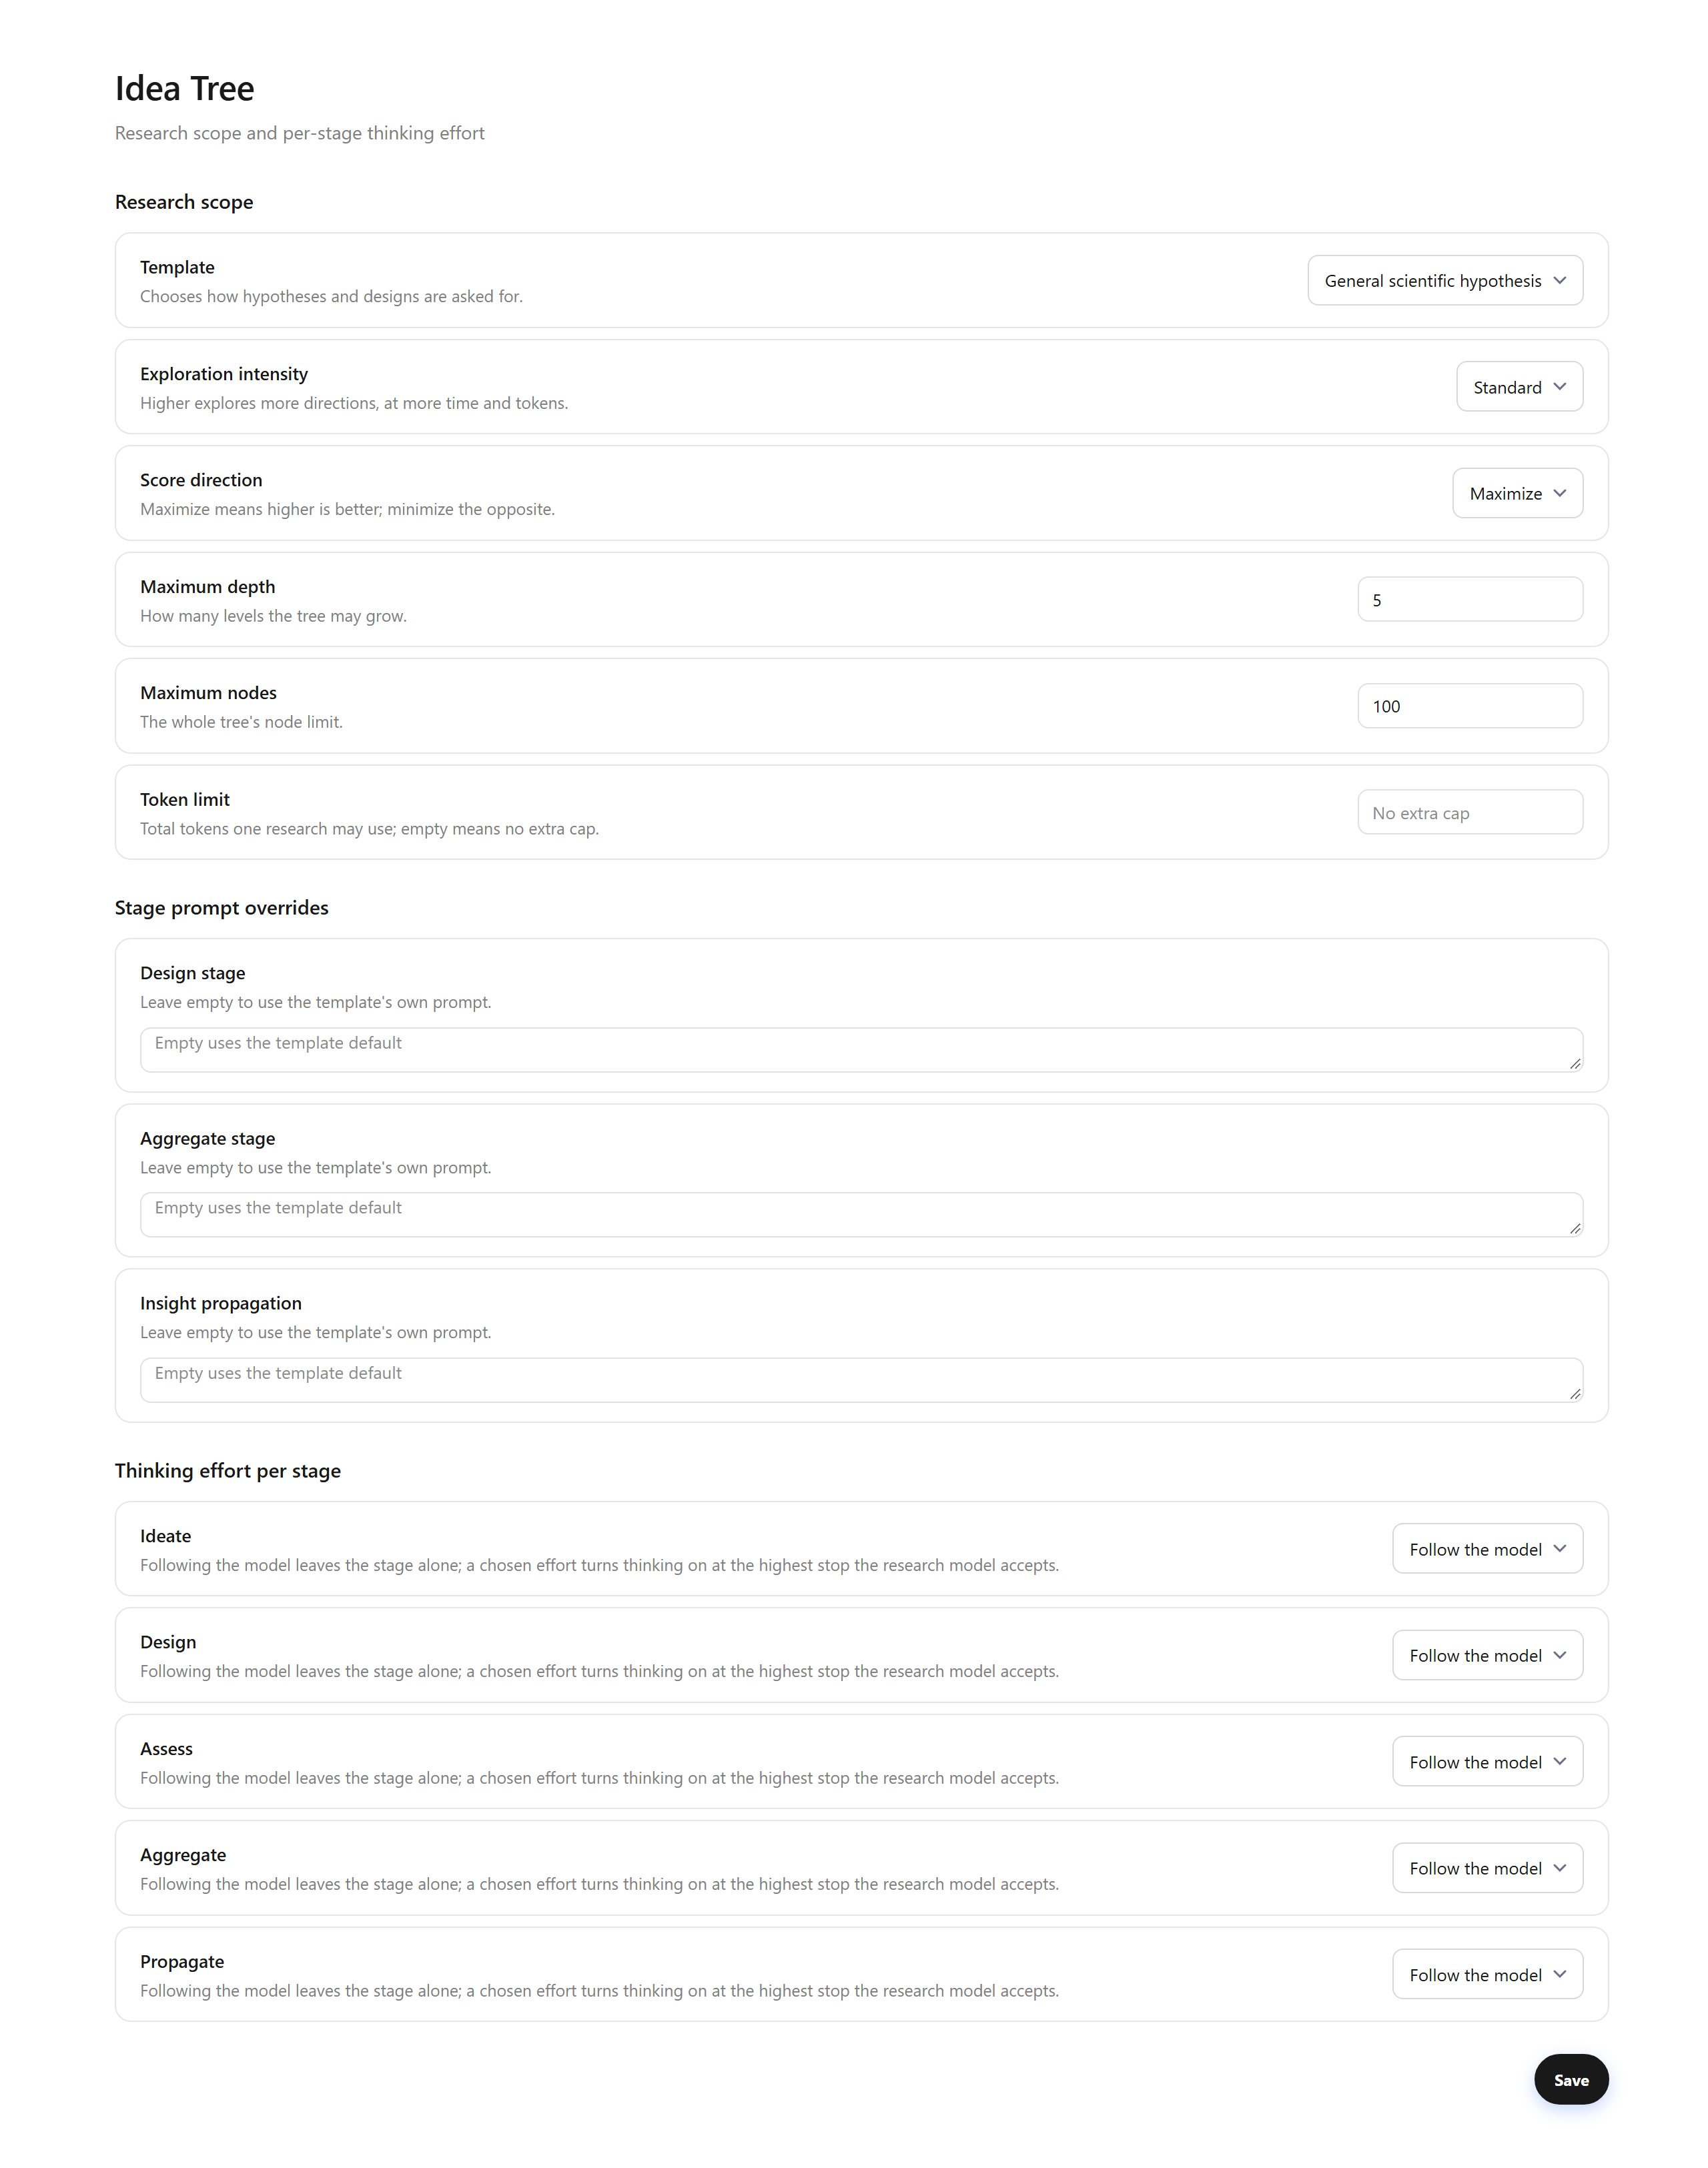 Idea Tree
Research scope and per-stage thinking effort
Research scope
Template
Chooses how hypotheses and designs are asked for.
General scientific hypothesis
Exploration intensity
Higher explores more directions, at more time and tokens.
Standard
Score direction
Maximize means higher is better; minimize the opposite.
Maximize
Maximum depth
How many levels the tree may grow.
5
Maximum nodes
The whole tree's node limit.
100
Token limit
Total tokens one research may use; empty means no extra cap.
No extra cap
Stage prompt overrides
Design stage
Leave empty to use the template's own prompt.
Empty uses the template default
Aggregate stage
Leave empty to use the template's own prompt.
Empty uses the template default
Insight propagation
Leave empty to use the template's own prompt.
Empty uses the template default
Thinking effort per stage
Ideate
Following the model leaves the stage alone; a chosen effort turns thinking on at the highest stop the research model accepts.
Follow the model
Design
Following the model leaves the stage alone; a chosen effort turns thinking on at the highest stop the research model accepts.
Follow the model
Assess
Following the model leaves the stage alone; a chosen effort turns thinking on at the highest stop the research model accepts.
Follow the model
Aggregate
Following the model leaves the stage alone; a chosen effort turns thinking on at the highest stop the research model accepts.
Follow the model
Propagate
Following the model leaves the stage alone; a chosen effort turns thinking on at the highest stop the research model accepts.
Follow the model
Save